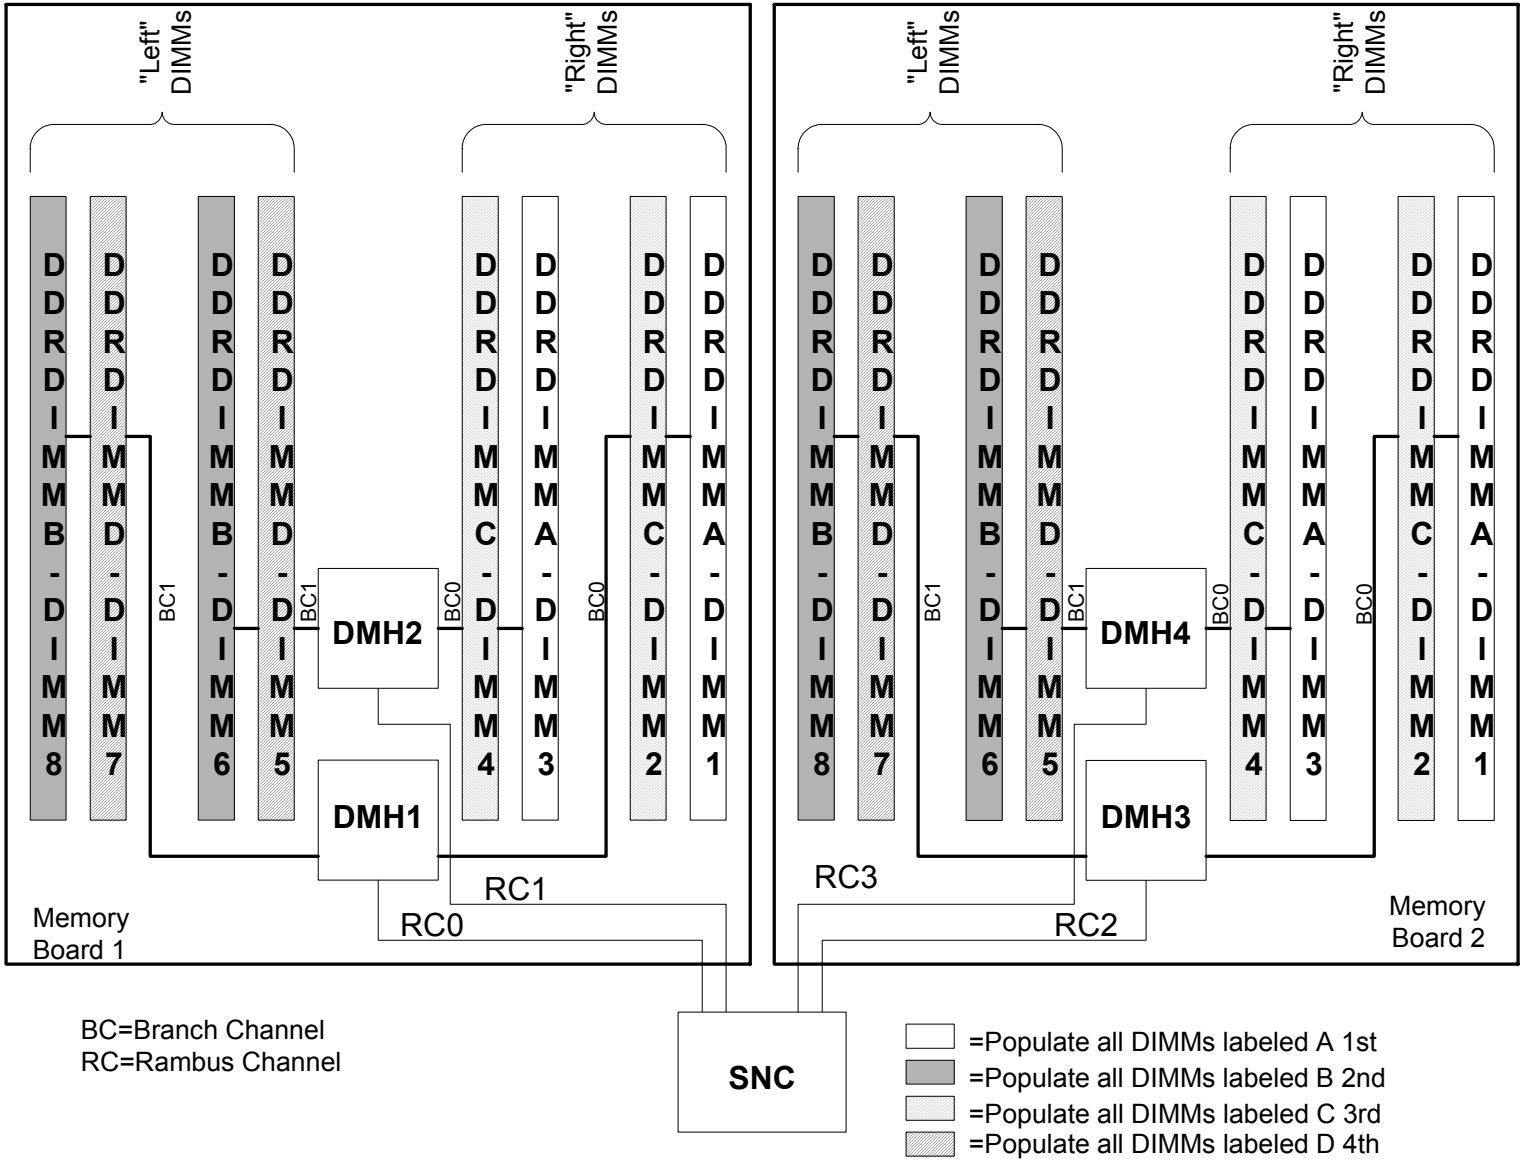 "Left"
DIMMs
"Right"
DIMMs
"Left"
DIMMs
"Right"
DIMMs
DDRDIMMB-DIMM8
DDRDIMMD-DIMM7
DDRDIMMB-DIMM6
DDRDIMMD-DIMM5
DDRDIMMC-DIMM4
DDRDIMMA-DIMM3
DDRDIMMC-DIMM2
DDRDIMMA-DIMM1
DDRDIMMB-DIMM8
DDRDIMMD-DIMM7
DDRDIMMB-DIMM6
DDRDIMMD-DIMM5
DDRDIMMC-DIMM4
DDRDIMMA-DIMM3
DDRDIMMC-DIMM2
DDRDIMMA-DIMM1
BC1
BC1
BC0
BC0
BC1
BC1
BC0
BC0
DMH2
DMH4
DMH1
DMH3
RC1
RC0
RC3
RC2
Memory
Board 1
Memory
Board 2
BC=Branch Channel
RC=Rambus Channel
SNC
=Populate all DIMMs labeled A 1st
=Populate all DIMMs labeled B 2nd
=Populate all DIMMs labeled C 3rd
=Populate all DIMMs labeled D 4th